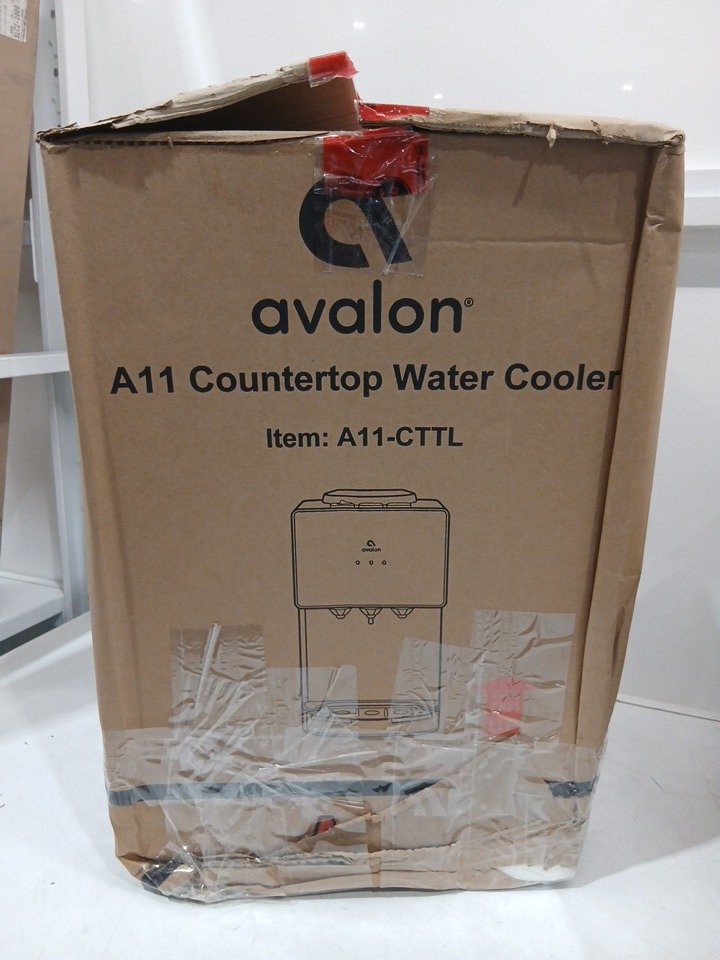 avalon®
A11 Countertop Water Cooler
Item: A11-CTTL
avalon